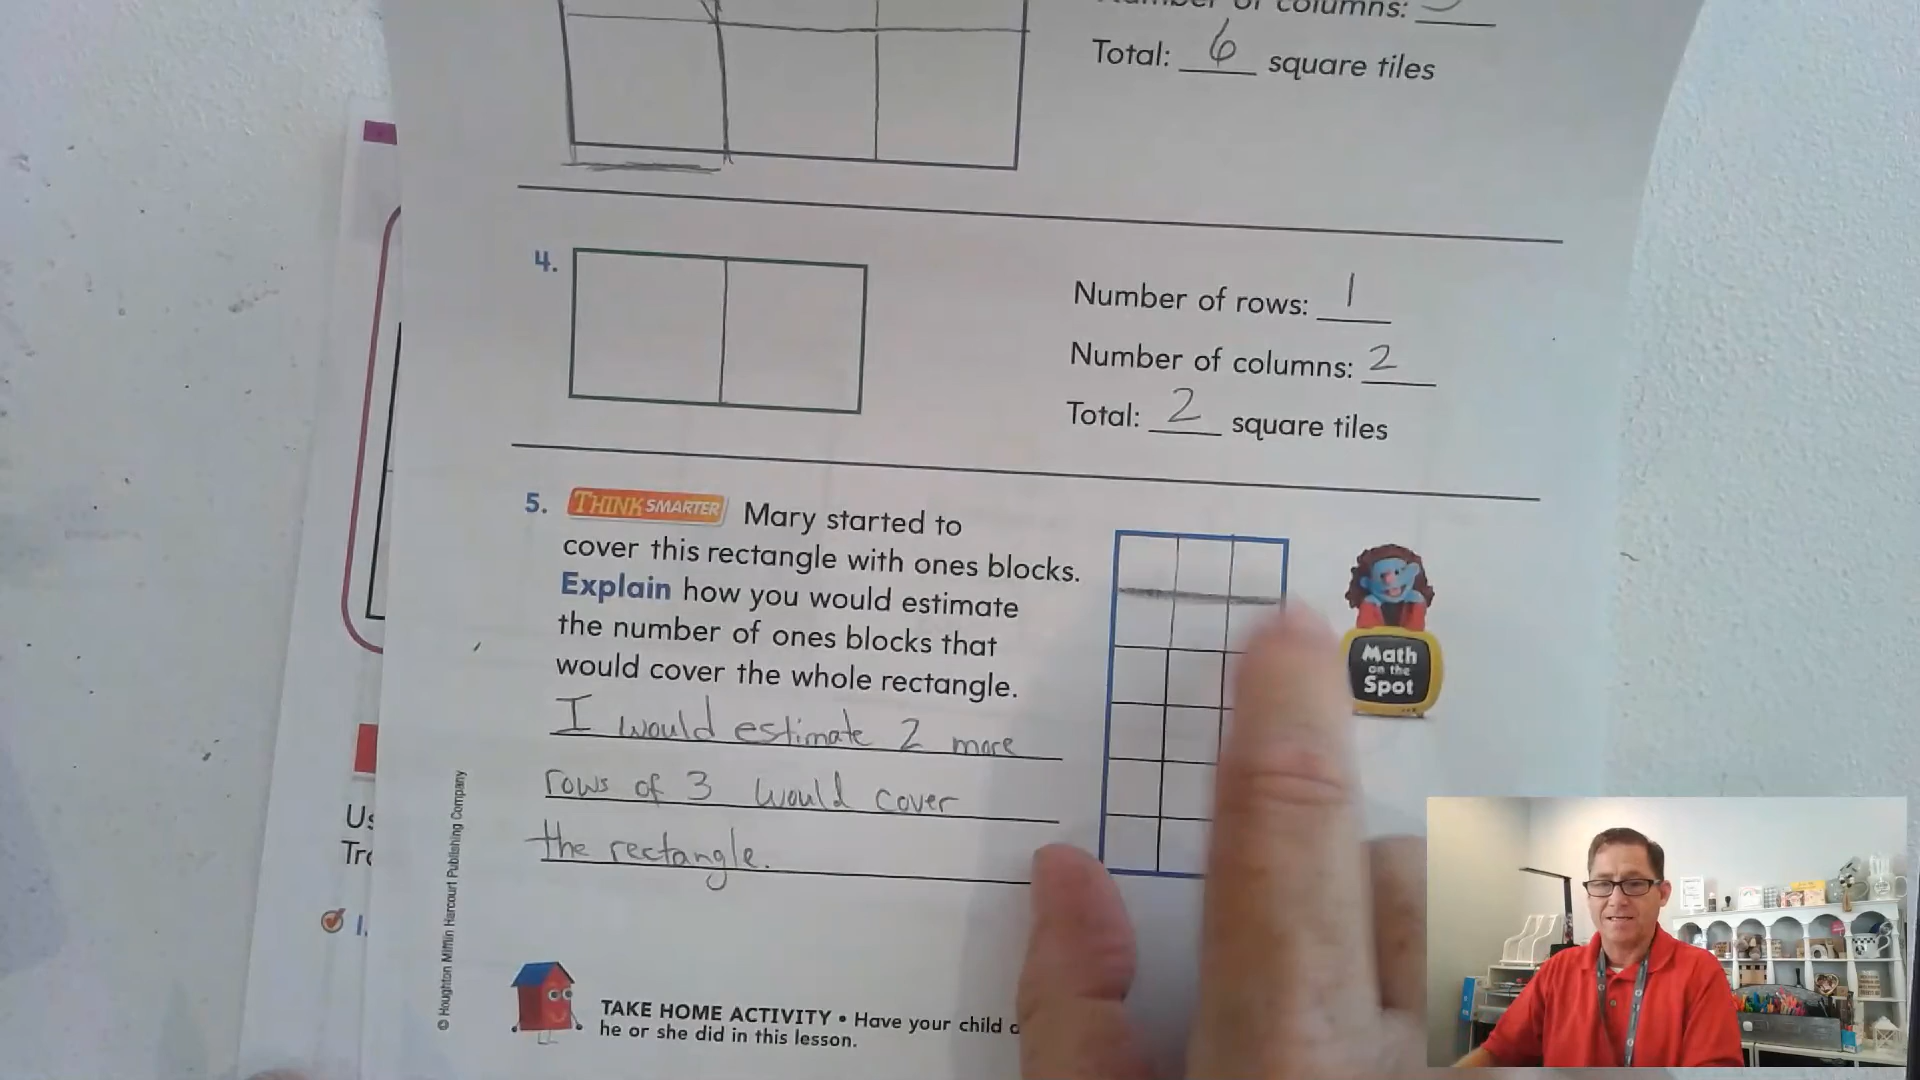 Number of columns:
Total: 6 square tiles
4.
Number of rows: 1
Number of columns: 2
Total: 2 square tiles
5. THINK SMARTER Mary started to
cover this rectangle with ones blocks.
Explain how you would estimate
the number of ones blocks that
would cover the whole rectangle.
I would estimate 2 more
rows of 3 would cover
the rectangle.
Math
on the
Spot
© Houghton Mifflin Harcourt Publishing Company
TAKE HOME ACTIVITY • Have your child
he or she did in this lesson.
1.